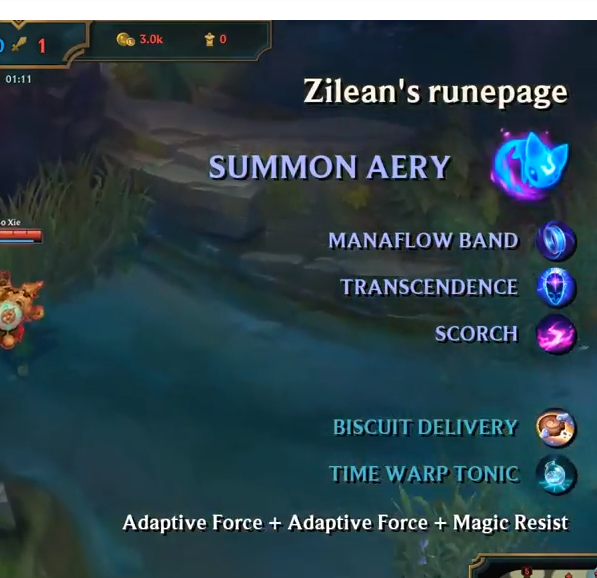 1 3.0k 0
01:11
Zilean's runepage
SUMMON AERY
o Xie
MANAFLOW BAND
TRANSCENDENCE
SCORCH
BISCUIT DELIVERY
TIME WARP TONIC
Adaptive Force + Adaptive Force + Magic Resist